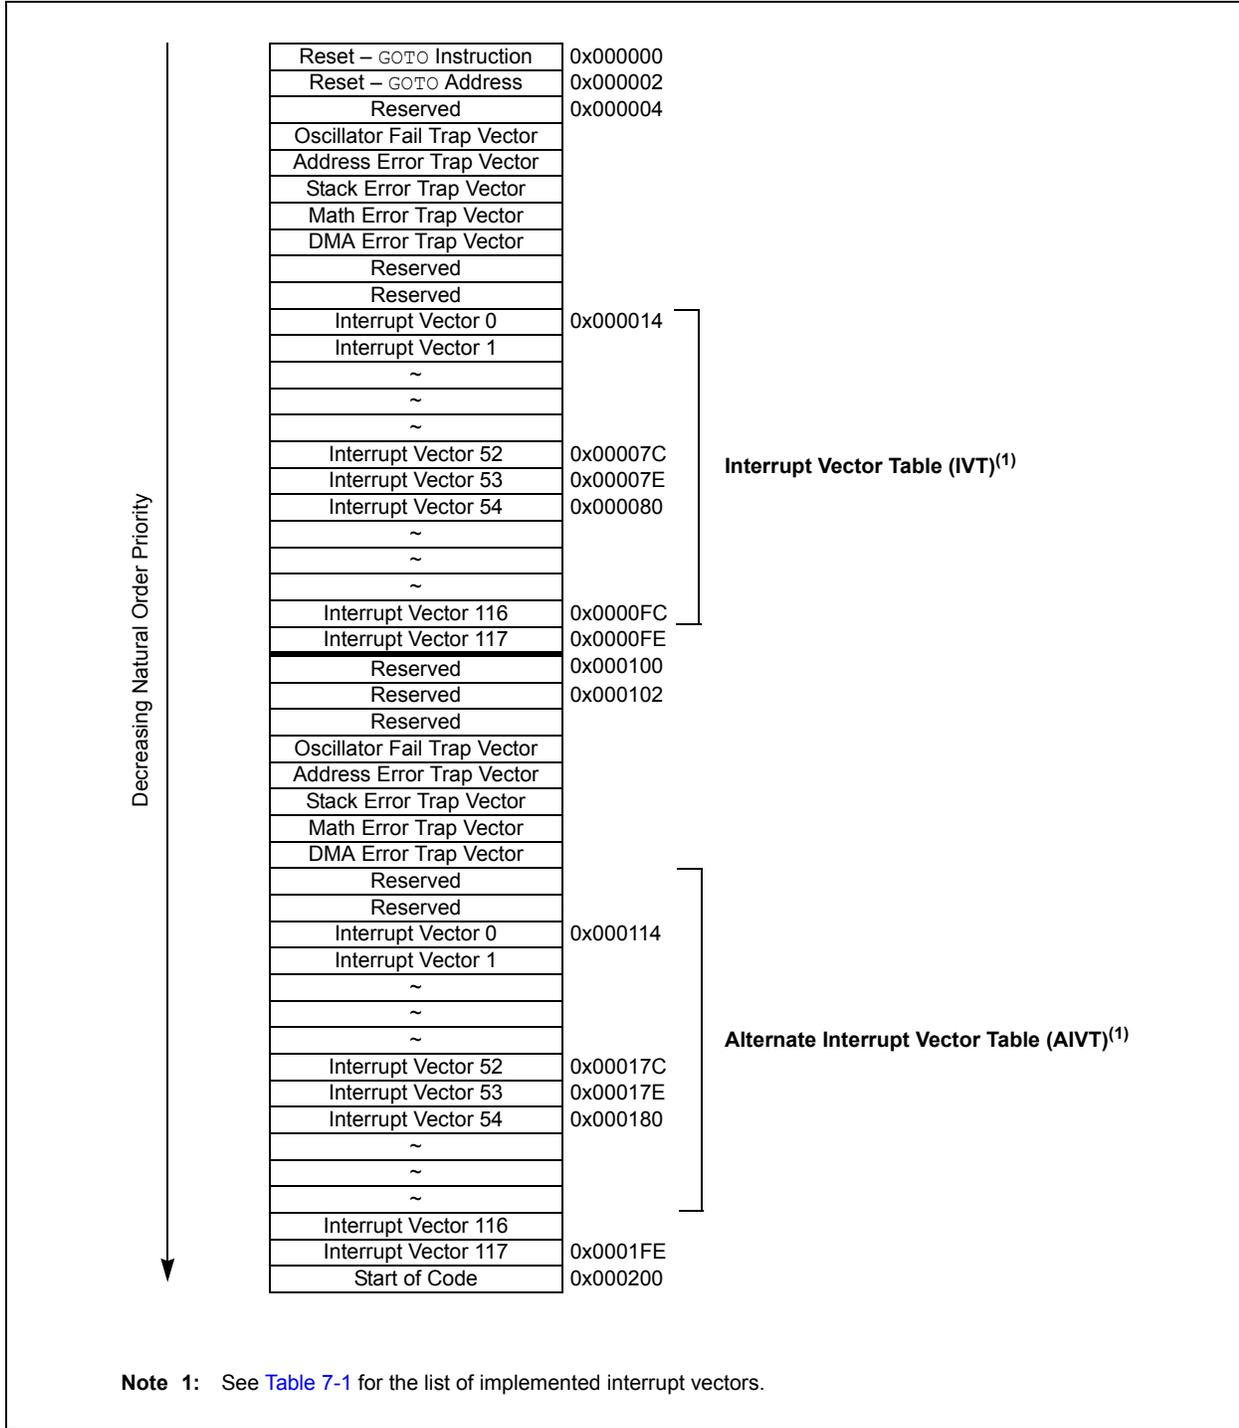 Decreasing Natural Order Priority
Reset – GOTO Instruction 0x000000
Reset – GOTO Address 0x000002
Reserved 0x000004
Oscillator Fail Trap Vector
Address Error Trap Vector
Stack Error Trap Vector
Math Error Trap Vector
DMA Error Trap Vector
Reserved
Reserved
Interrupt Vector 0 0x000014
Interrupt Vector 1
~
~
~
Interrupt Vector 52 0x00007C
Interrupt Vector Table (IVT)(1)
Interrupt Vector 53 0x00007E
Interrupt Vector 54 0x000080
~
~
~
Interrupt Vector 116 0x0000FC
Interrupt Vector 117 0x0000FE
Reserved 0x000100
Reserved 0x000102
Reserved
Oscillator Fail Trap Vector
Address Error Trap Vector
Stack Error Trap Vector
Math Error Trap Vector
DMA Error Trap Vector
Reserved
Reserved
Interrupt Vector 0 0x000114
Interrupt Vector 1
~
~
~
Alternate Interrupt Vector Table (AIVT)(1)
Interrupt Vector 52 0x00017C
Interrupt Vector 53 0x00017E
Interrupt Vector 54 0x000180
~
~
~
Interrupt Vector 116
Interrupt Vector 117 0x0001FE
Start of Code 0x000200
Note 1: See Table 7-1 for the list of implemented interrupt vectors.